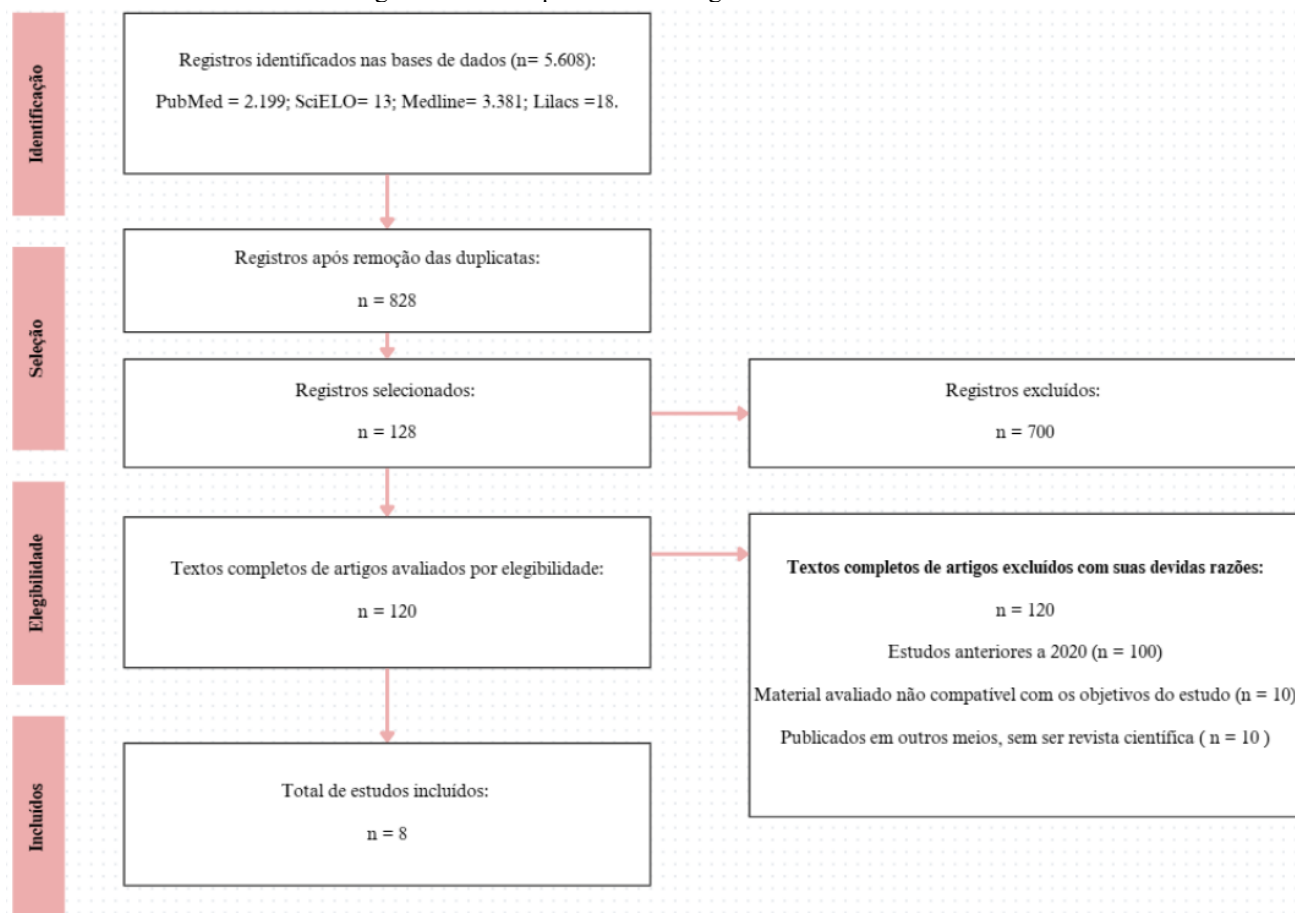 Identificação
Registros identificados nas bases de dados (n= 5.608):
PubMed = 2.199; SciELO= 13; Medline= 3.381; Lilacs =18.
Seleção
Registros após remoção das duplicatas:
n = 828
Registros selecionados:
n = 128
Registros excluídos:
n = 700
Elegibilidade
Textos completos de artigos avaliados por elegibilidade:
n = 120
Textos completos de artigos excluídos com suas devidas razões:
n = 120
Estudos anteriores a 2020 (n = 100)
Material avaliado não compatível com os objetivos do estudo (n = 10)
Publicados em outros meios, sem ser revista científica ( n = 10 )
Incluídos
Total de estudos incluídos:
n = 8